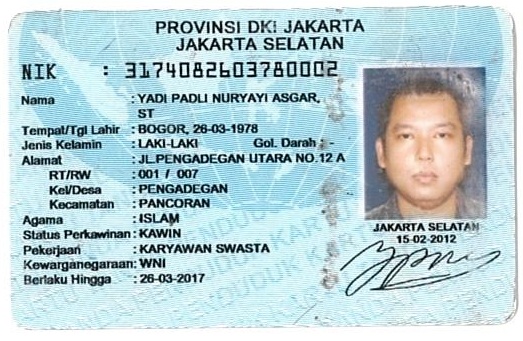 PROVINSI DKI JAKARTA
JAKARTA SELATAN
NIK : 3174082603780002
Nama : YADI PADLI NURYAYI ASGAR,
ST
Tempat/Tgl Lahir : BOGOR, 26-03-1978
Jenis Kelamin : LAKI-LAKI Gol. Darah : -
Alamat : JL.PENGADEGAN UTARA NO.12 A
RT/RW : 001 / 007
Kel/Desa : PENGADEGAN
Kecamatan : PANCORAN
Agama : ISLAM
Status Perkawinan: KAWIN
Pekerjaan : KARYAWAN SWASTA
Kewarganegaraan: WNI
Berlaku Hingga : 26-03-2017
JAKARTA SELATAN
15-02-2012